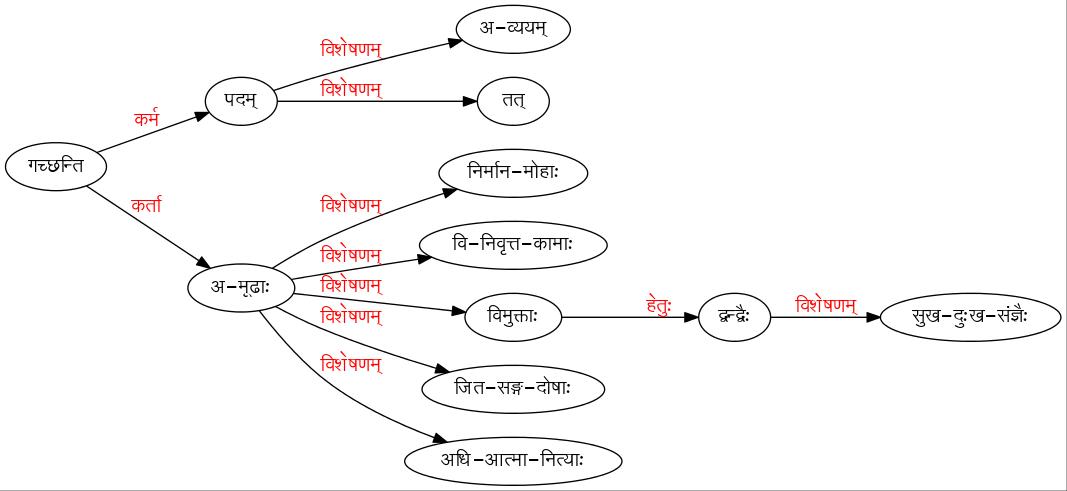 अ-व्ययम्
विशेषणम्
पदम्
विशेषणम्
तत्
कर्म
गच्छन्ति
निर्मान-मोहाः
कर्ता
विशेषणम्
वि-निवृत्त-कामाः
विशेषणम्
अ-मूढाः
विशेषणम्
विमुक्ताः
हेतुः
द्वन्द्वैः
विशेषणम्
सुख-दुःख-संज्ञैः
विशेषणम्
जित-सङ्ग-दोषाः
विशेषणम्
अधि-आत्मा-नित्याः